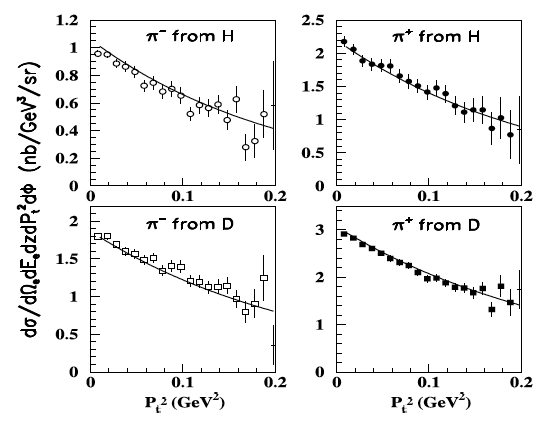 dσ/dΩₑdEₑdzdPₜ²dΦ (nb/GeV³/sr)
π⁻ from H
1.2
1
0.8
0.6
0.4
0.2
0
0 0.1 0.2
π⁺ from H
2.5
2
1.5
1
0.5
0
0 0.1 0.2
π⁻ from D
2
1.5
1
0.5
0
0 0.1 0.2
Pₜ² (GeV²)
π⁺ from D
3
2
1
0
0 0.1 0.2
Pₜ² (GeV²)